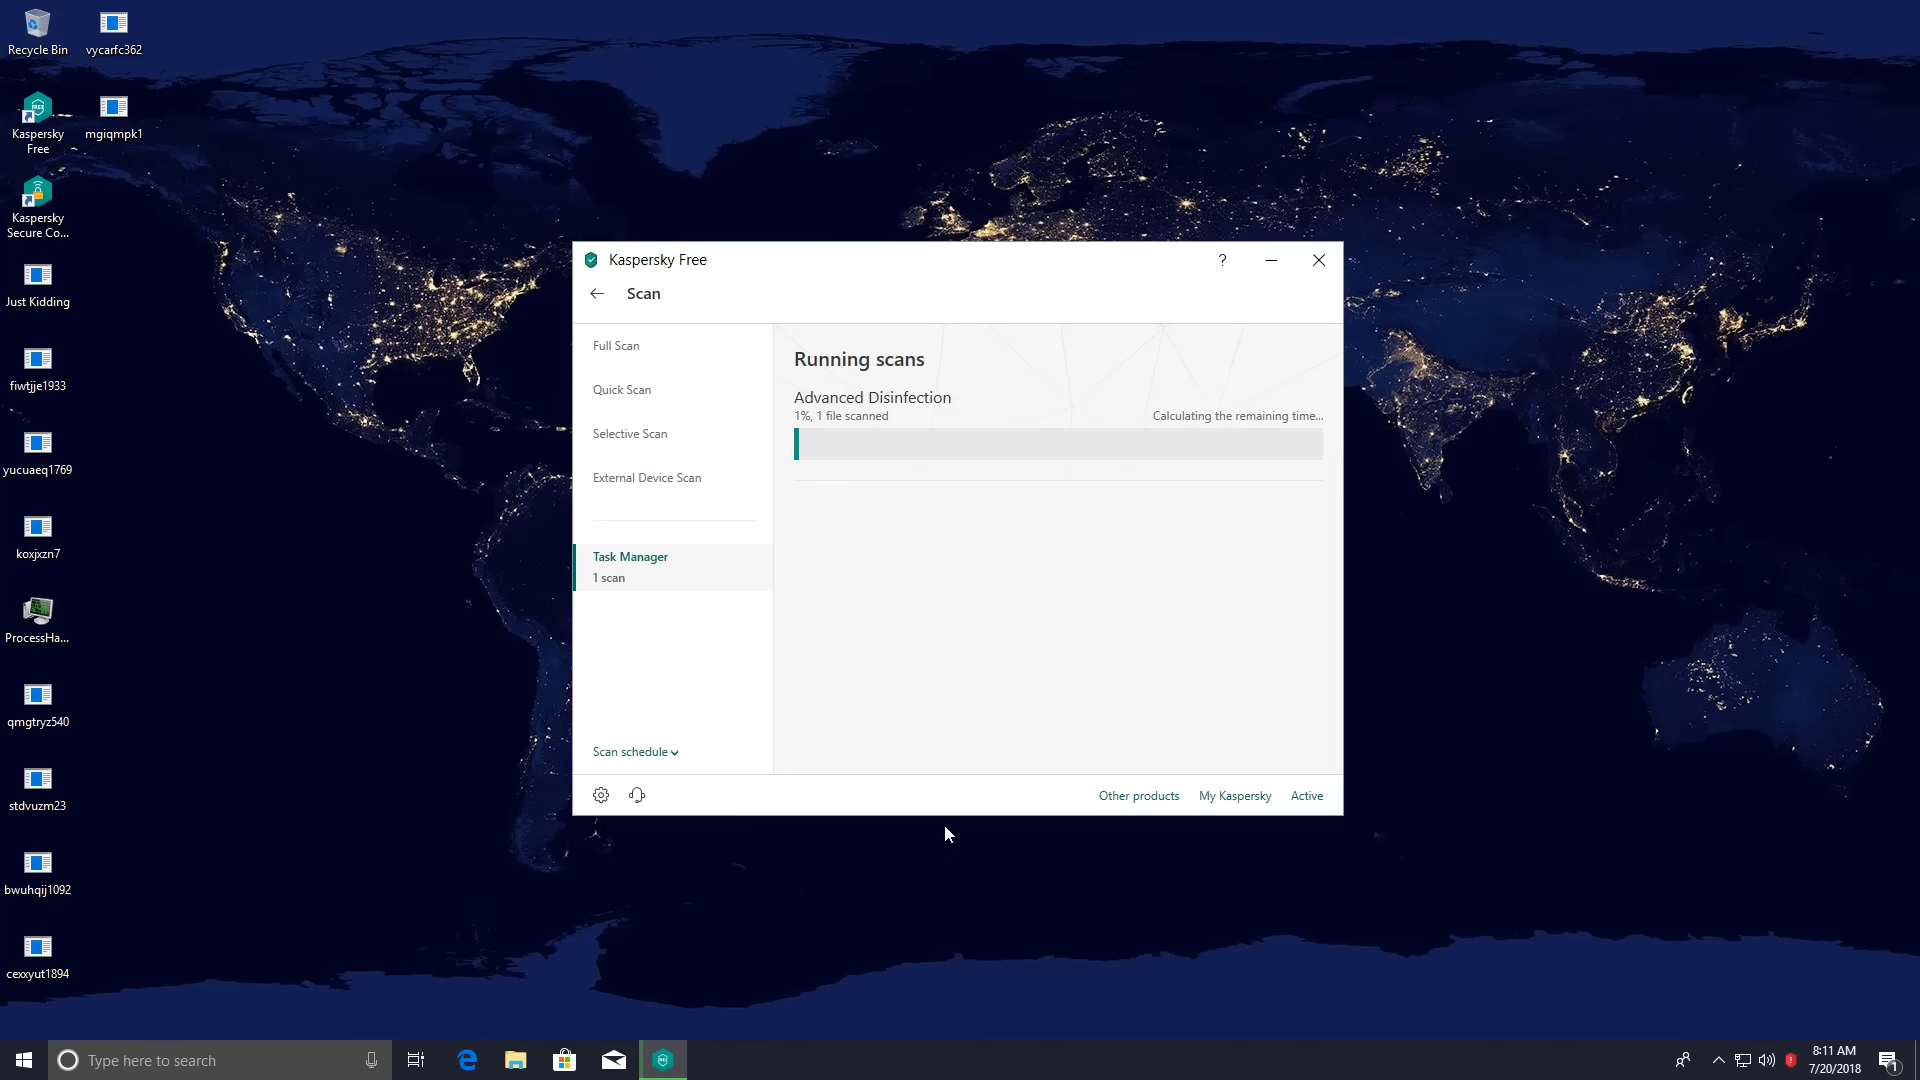 Recycle Bin
vycarfc362
Kaspersky
Free
mgiqmpk1
Kaspersky
Secure Co...
Just Kidding
fiwtjje1933
yucuaeq1769
koxjxzn7
ProcessHa...
qmgtryz540
stdvuzm23
bwuhqij1092
cexxyut1894
Kaspersky Free
?
Scan
Full Scan
Quick Scan
Selective Scan
External Device Scan
Task Manager
1 scan
Scan schedule
Running scans
Advanced Disinfection
1%, 1 file scanned
Calculating the remaining time...
Other products
My Kaspersky
Active
Type here to search
8:11 AM
7/20/2018
1